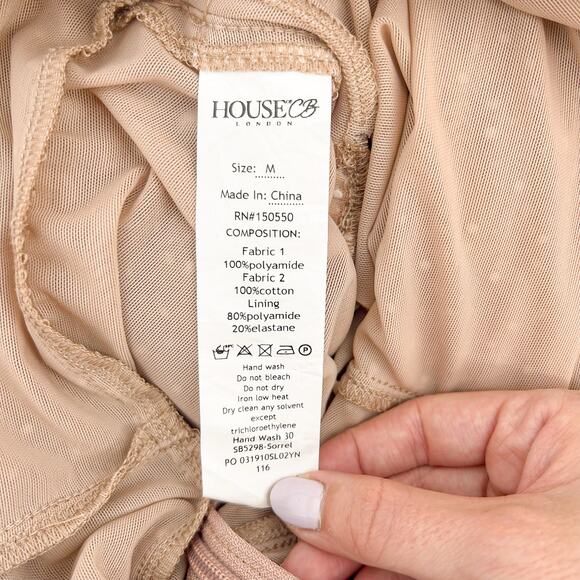 HOUSE OF CB
LONDON
Size: M
Made In: China
RN#150550
COMPOSITION:
Fabric 1
100%polyamide
Fabric 2
100%cotton
Lining
80%polyamide
20%elastane
Hand wash
Do not bleach
Do not dry
Iron low heat
Dry clean any solvent
except
trichloroethylene
Hand Wash 30
SB5298-Sorrel
PO 031910SL02YN
116